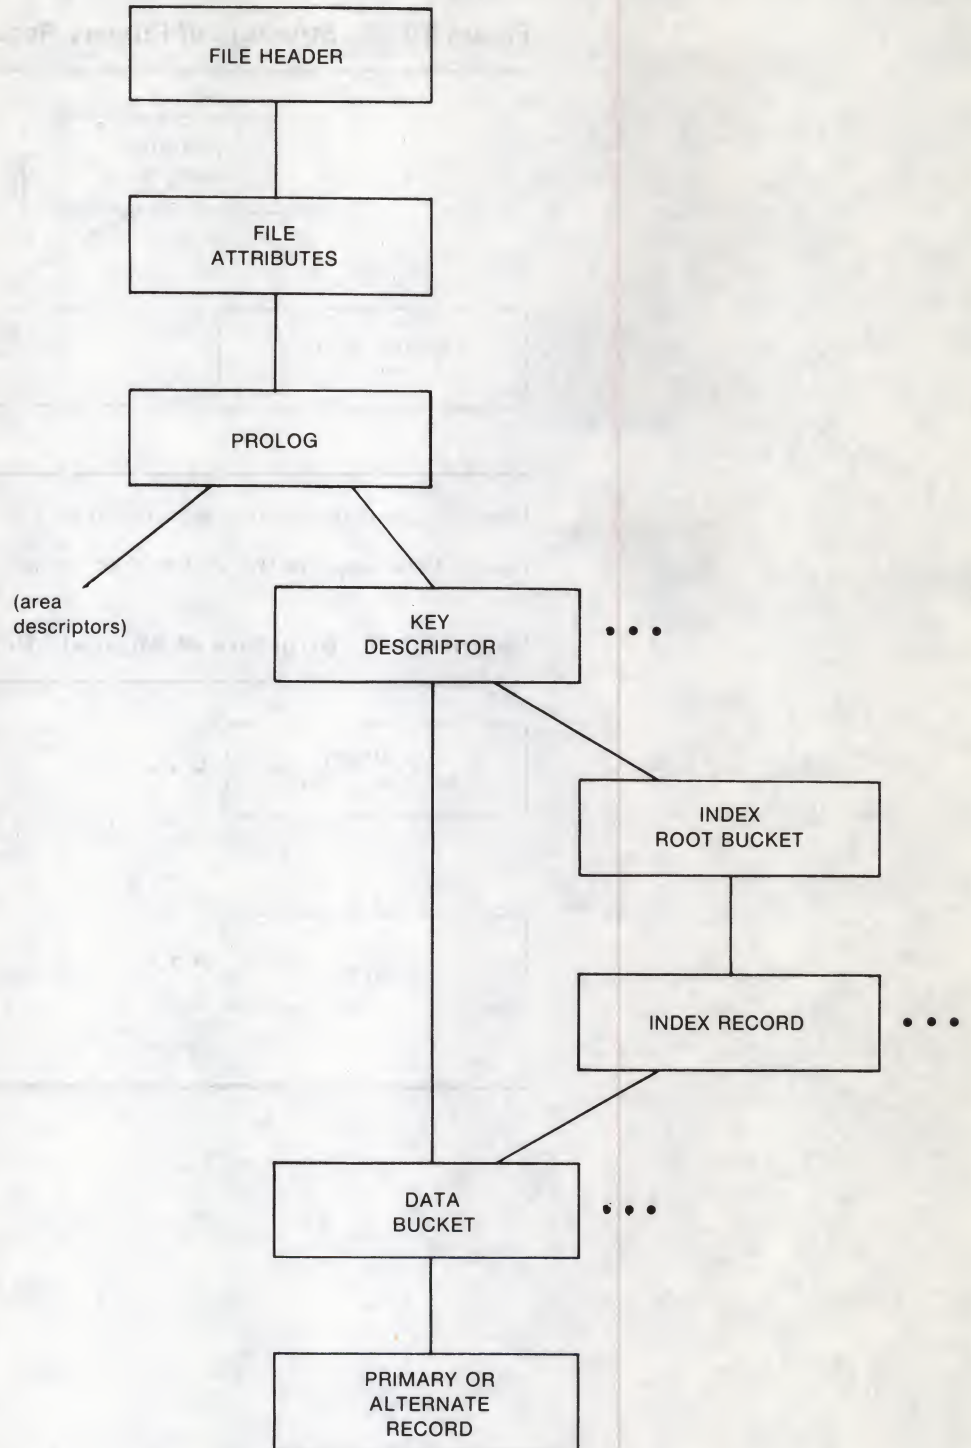 FILE HEADER
FILE
ATTRIBUTES
PROLOG
(area
descriptors)
KEY
DESCRIPTOR
• • •
INDEX
ROOT BUCKET
INDEX RECORD
• • •
DATA
BUCKET
• • •
PRIMARY OR
ALTERNATE
RECORD